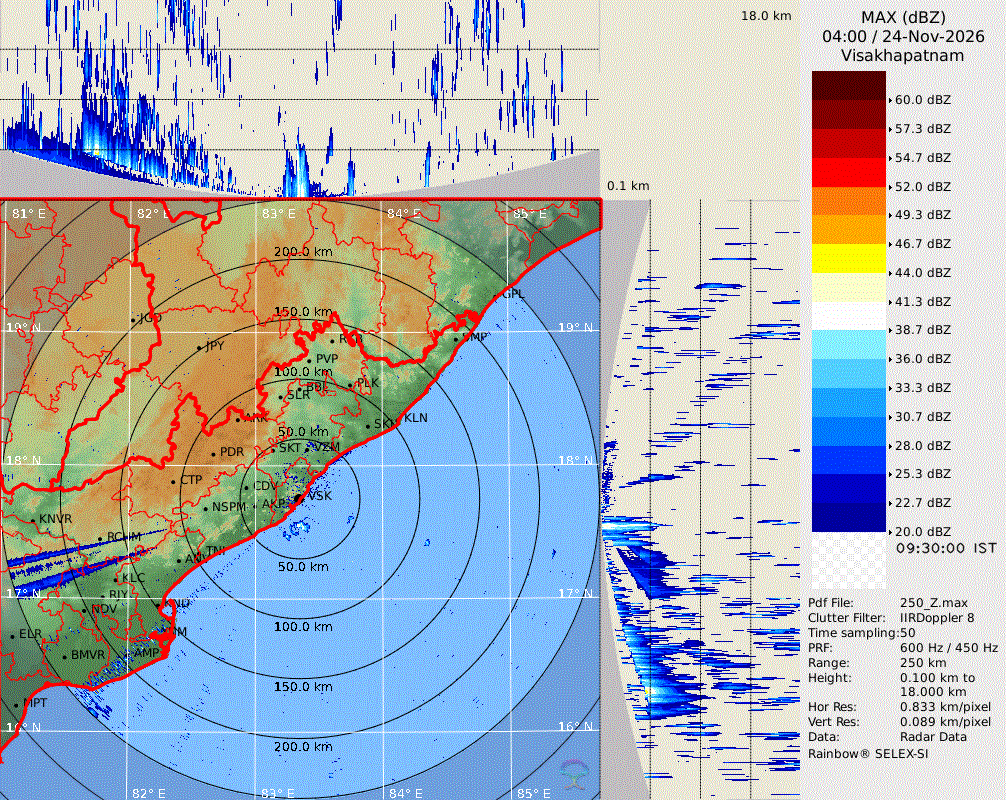 18.0 km
MAX (dBZ)
04:00 / 24-Nov-2026
Visakhapatnam
60.0 dBZ
57.3 dBZ
54.7 dBZ
52.0 dBZ
49.3 dBZ
46.7 dBZ
44.0 dBZ
41.3 dBZ
38.7 dBZ
36.0 dBZ
33.3 dBZ
30.7 dBZ
28.0 dBZ
25.3 dBZ
22.7 dBZ
20.0 dBZ
09:30:00 IST
Pdf File: 250_Z.max
Clutter Filter: IIRDoppler 8
Time sampling:50
PRF: 600 Hz / 450 Hz
Range: 250 km
Height: 0.100 km to
18.000 km
Hor Res: 0.833 km/pixel
Vert Res: 0.089 km/pixel
Data: Radar Data
Rainbow® SELEX-SI
0.1 km
81° E 82° E 83° E 84° E 85° E
200.0 km
GPL
150.0 km
JGD
19° N 19° N
JPY
PVP
100.0 km
BBL PLK
SLR
KLN
50.0 km
PDR SKT VZM
18° N 18° N
CTP
CDV
VSK
NSPM AKP
KNVR
TNI
50.0 km
KLC
RJY
17° N 17° N
NDV KND
100.0 km
ELR
BMVR AMP
150.0 km
MPT
16° N 16° N
200.0 km
82° E 83° E 84° E 85° E